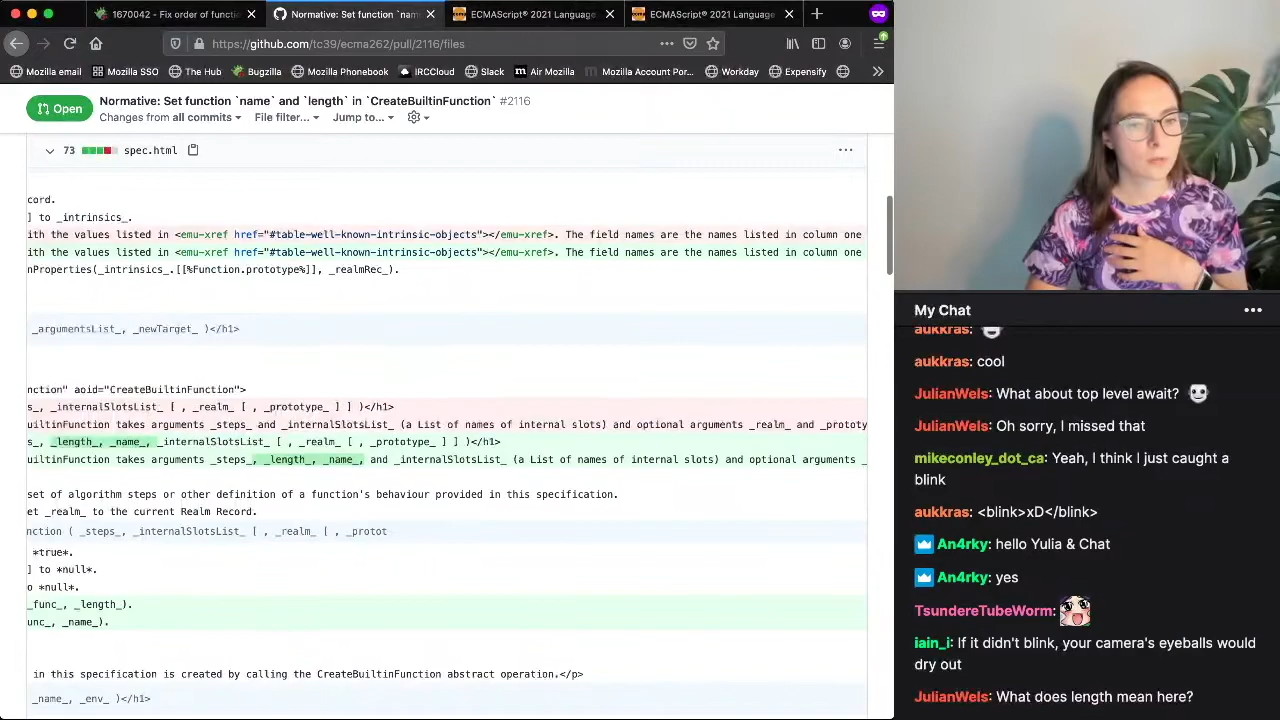 1670042 - Fix order of function
Normative: Set function `name
ECMAScript® 2021 Language
ECMAScript® 2021 Language
https://github.com/tc39/ecma262/pull/2116/files
Mozilla email
Mozilla SSO
The Hub
Bugzilla
Mozilla Phonebook
IRCCloud
Slack
Air Mozilla
Mozilla Account Por...
Workday
Expensify
Open
Normative: Set function `name` and `length` in `CreateBuiltinFunction` #2116
Changes from all commits
File filter...
Jump to...
73 spec.html
cord.
] to _intrinsics_.
ith the values listed in <emu-xref href="#table-well-known-intrinsic-objects"></emu-xref>. The field names are the names listed in column one
ith the values listed in <emu-xref href="#table-well-known-intrinsic-objects"></emu-xref>. The field names are the names listed in column one
nProperties(_intrinsics_.[[%Function.prototype%]], _realmRec_).
_argumentsList_, _newTarget_ )</h1>
nction" aoid="CreateBuiltinFunction">
s_, _internalSlotsList_ [ , _realm_ [ , _prototype_ ] ] )</h1>
uiltinFunction takes arguments _steps_ and _internalSlotsList_ (a List of names of internal slots) and optional arguments _realm_ and _prototy
s_, _length_, _name_, _internalSlotsList_ [ , _realm_ [ , _prototype_ ] ] )</h1>
uiltinFunction takes arguments _steps_, _length_, _name_, and _internalSlotsList_ (a List of names of internal slots) and optional arguments _
set of algorithm steps or other definition of a function's behaviour provided in this specification.
et _realm_ to the current Realm Record.
nction ( _steps_, _internalSlotsList_ [ , _realm_ [ , _protot
*true*.
] to *null*.
o *null*.
_func_, _length_).
unc_, _name_).
in this specification is created by calling the CreateBuiltinFunction abstract operation.</p>
_name_, _env_ )</h1>
My Chat
aukkras:
aukkras: cool
JulianWels: What about top level await?
JulianWels: Oh sorry, I missed that
mikeconley_dot_ca: Yeah, I think I just caught a
blink
aukkras: <blink>xD</blink>
An4rky: hello Yulia & Chat
An4rky: yes
TsundereTubeWorm:
iain_i: If it didn't blink, your camera's eyeballs would
dry out
JulianWels: What does length mean here?